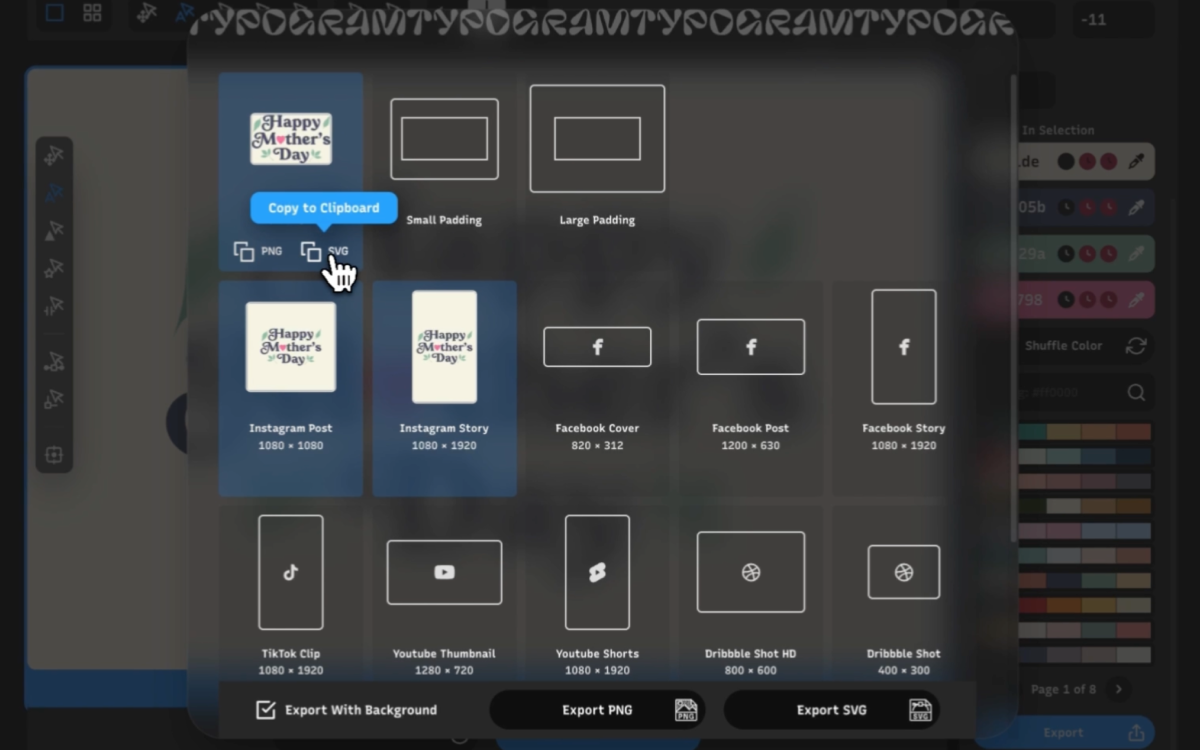 TYPOGRAMTYPOGRAMTYPOGRAMTYPOGR
-11
Happy
Mother's
Day
Copy to Clipboard
Small Padding
Large Padding
PNG
SVG
In Selection
Happy
Mother's
Day
Happy
Mother's
Day
Shuffle Color
Instagram Post
1080 × 1080
Instagram Story
1080 × 1920
Facebook Cover
820 × 312
Facebook Post
1200 × 630
Facebook Story
1080 × 1920
TikTok Clip
1080 × 1920
Youtube Thumbnail
1280 × 720
Youtube Shorts
1080 × 1920
Dribbble Shot HD
800 × 600
Dribbble Shot
400 × 300
Page 1 of 8
Export With Background
Export PNG
PNG
Export SVG
SVG
Export